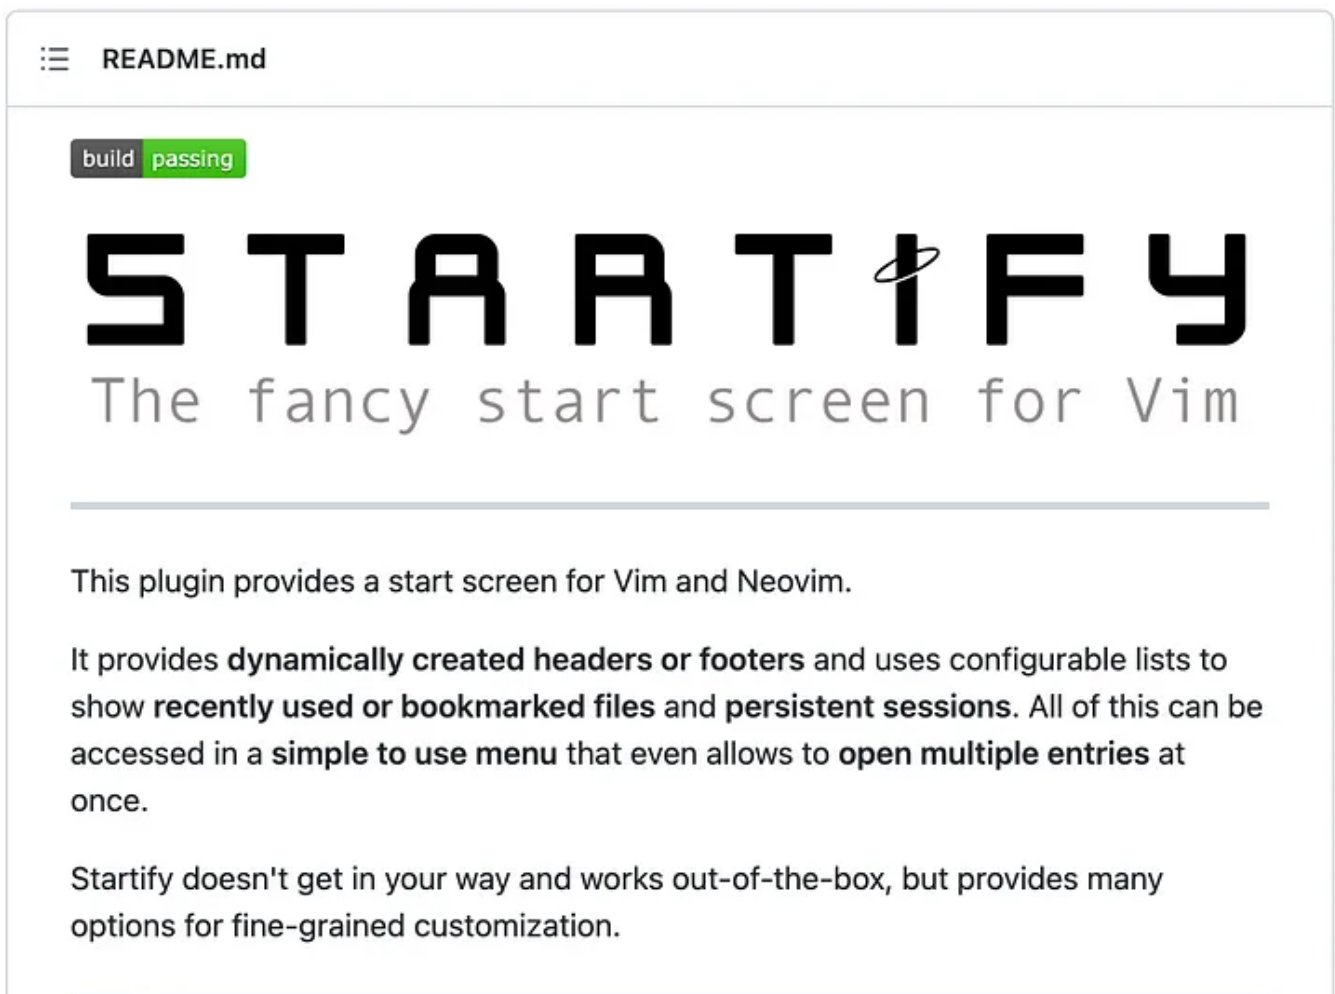 README.md
build passing
STARTIFY
The fancy start screen for Vim
This plugin provides a start screen for Vim and Neovim.
It provides dynamically created headers or footers and uses configurable lists to
show recently used or bookmarked files and persistent sessions. All of this can be
accessed in a simple to use menu that even allows to open multiple entries at
once.
Startify doesn't get in your way and works out-of-the-box, but provides many
options for fine-grained customization.